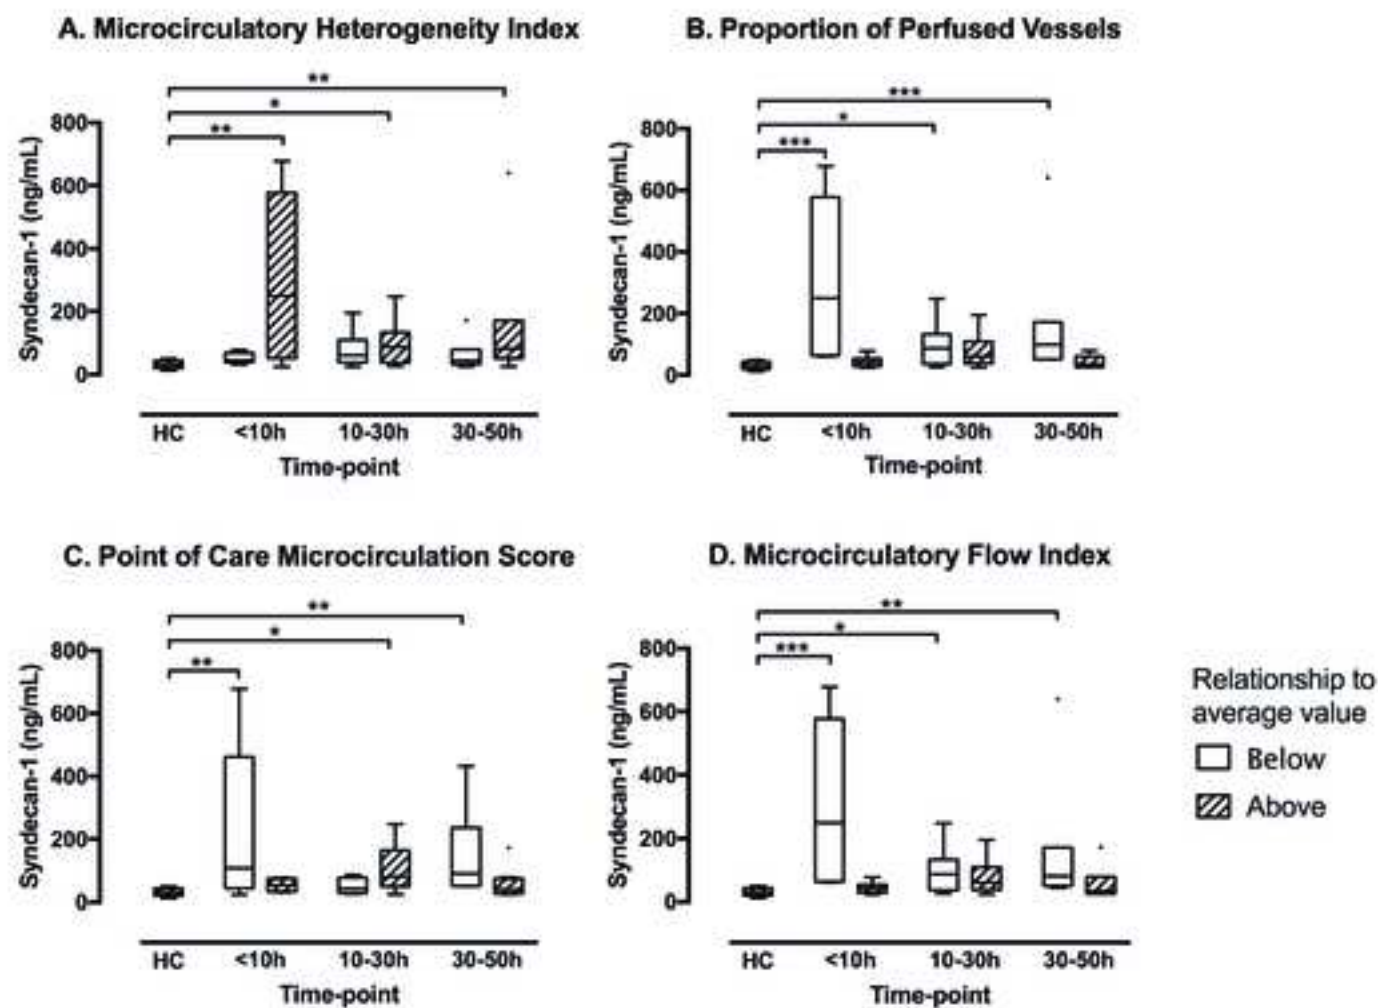 A. Microcirculatory Heterogeneity Index
**
*
**
800
600
400
200
0
Syndecan-1 (ng/mL)
HC <10h 10-30h 30-50h
Time-point
B. Proportion of Perfused Vessels
***
*
***
800
600
400
200
0
Syndecan-1 (ng/mL)
HC <10h 10-30h 30-50h
Time-point
C. Point of Care Microcirculation Score
**
*
**
800
600
400
200
0
Syndecan-1 (ng/mL)
HC <10h 10-30h 30-50h
Time-point
D. Microcirculatory Flow Index
**
*
***
800
600
400
200
0
Syndecan-1 (ng/mL)
HC <10h 10-30h 30-50h
Time-point
Relationship to
average value
Below
Above